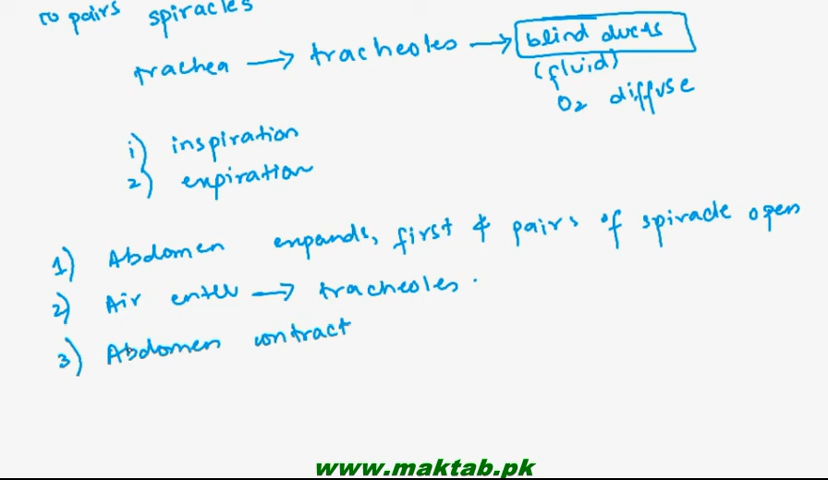 10 pairs spiracles
trachea → tracheoles → blind ducts
(fluid)
O2 diffuse
i) inspiration
2) expiration
1) Abdomen expands, first 4 pairs of spiracle open
2) Air enter → tracheoles.
3) Abdomen contract
www.maktab.pk